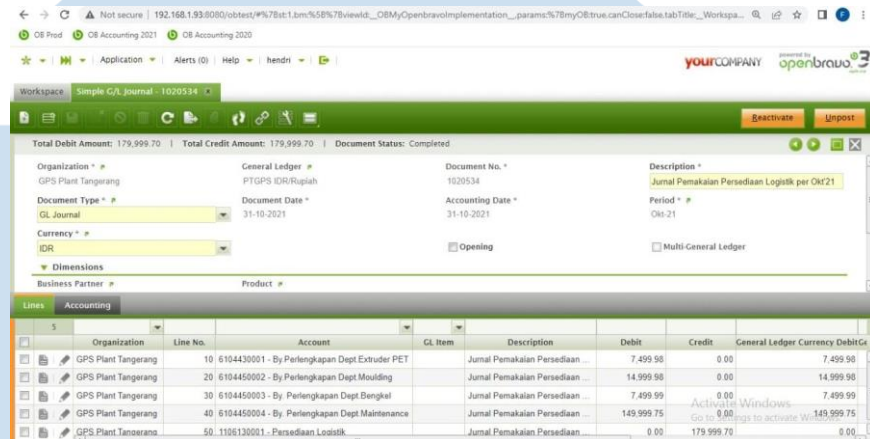 Not secure | 192.168.1.93:8080/obtest/#%7Bst:1.bm:%5B%7Bviewld:__OBMyOpenbravoImplementation__,params:%7BmyOB:true,canClose:false,tabTitle:_Workspa...
OB Prod OB Accounting 2021 OB Accounting 2020
Application Alerts (0) Help hendri
yourCOMPANY powered by openbravo 3
Workspace Simple G/L Journal - 1020534
Reactivate Unpost
Total Debit Amount: 179,999.70 | Total Credit Amount: 179,999.70 | Document Status: Completed
Organization * General Ledger Document No. * Description *
GPS Plant Tangerang PTGPS IDR/Rupiah 1020534 Jurnal Pemakaian Persediaan Logistik per Okt'21
Document Type * Document Date * Accounting Date * Period *
GL Journal 31-10-2021 31-10-2021 Okt-21
Currency *
IDR Opening Multi-General Ledger
Dimensions
Business Partner Product
Lines Accounting
5
Organization Line No. Account GL Item Description Debit Credit General Ledger Currency Debit
GPS Plant Tangerang 10 6104430001 - By.Perlengkapan Dept.Extruder PET Jurnal Pemakaian Persediaan ... 7,499.98 0.00 7,499.98
GPS Plant Tangerang 20 6104450002 - By.Perlengkapan Dept.Moulding Jurnal Pemakaian Persediaan ... 14,999.98 0.00 14,999.98
GPS Plant Tangerang 30 6104450003 - By. Perlengkapan Dept.Bengkel Jurnal Pemakaian Persediaan ... 7,499.99 0.00 7,499.99
Activate Windows
GPS Plant Tangerang 40 6104450004 - By.Perlengkapan Dept.Maintenance Jurnal Pemakaian Persediaan ... 149,999.75 0.00 149,999.75
Go to Settings to activate Windows.
GPS Plant Tangerang 50 1106130001 - Persediaan Logistik Jurnal Pemakaian Persediaan ... 0.00 179,999.70 0.00